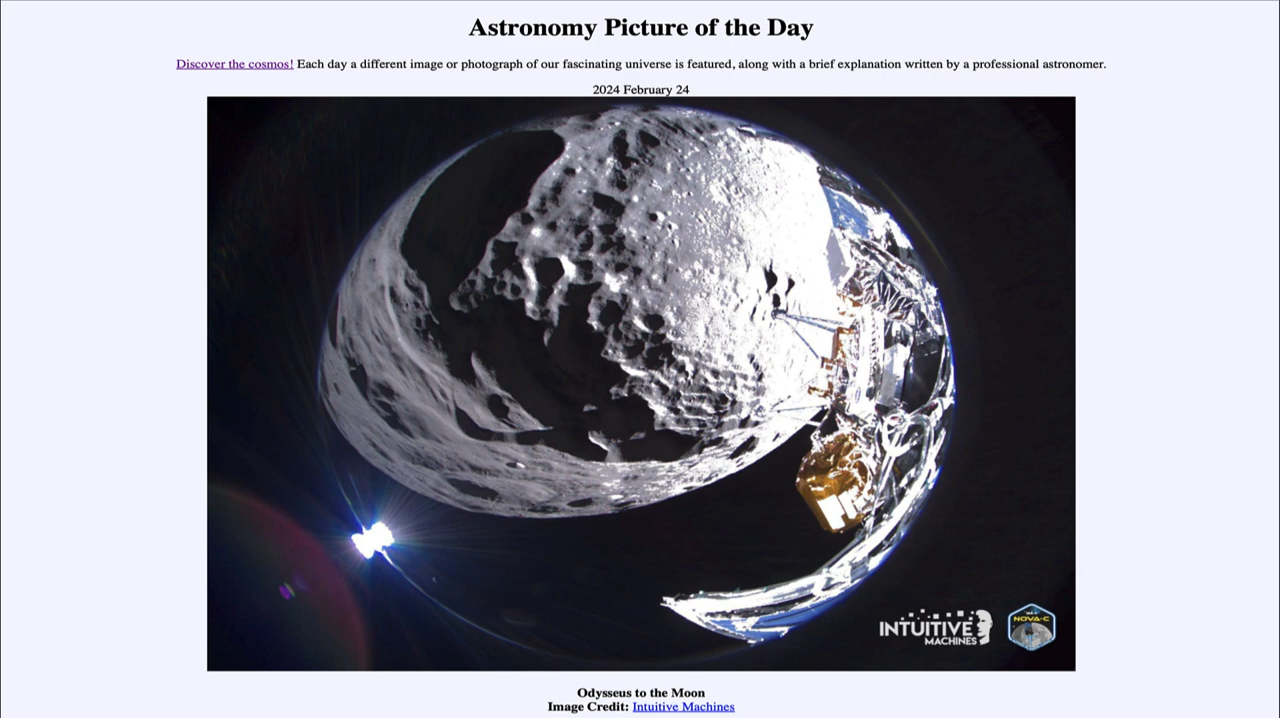 Astronomy Picture of the Day
Discover the cosmos! Each day a different image or photograph of our fascinating universe is featured, along with a brief explanation written by a professional astronomer.
2024 February 24
INTUITIVE
MACHINES
NOVA-C
Odysseus to the Moon
Image Credit: Intuitive Machines